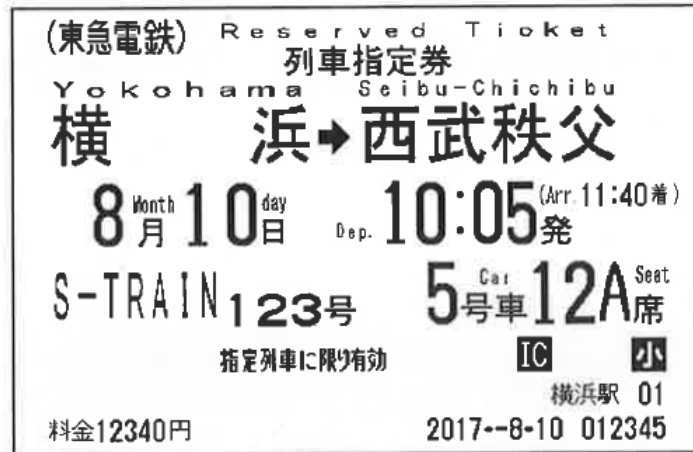 (東急電鉄) Reserved Ticket
列車指定券
Yokohama Seibu-Chichibu
横 浜➡西武秩父
8 Month 月 10 day 日 Dep. 10:05 発 (Arr. 11:40着)
S-TRAIN 123号 5 Car 号車 12A Seat 席
指定列車に限り有効 IC 小
横浜駅 01
料金12340円 2017--8-10 012345